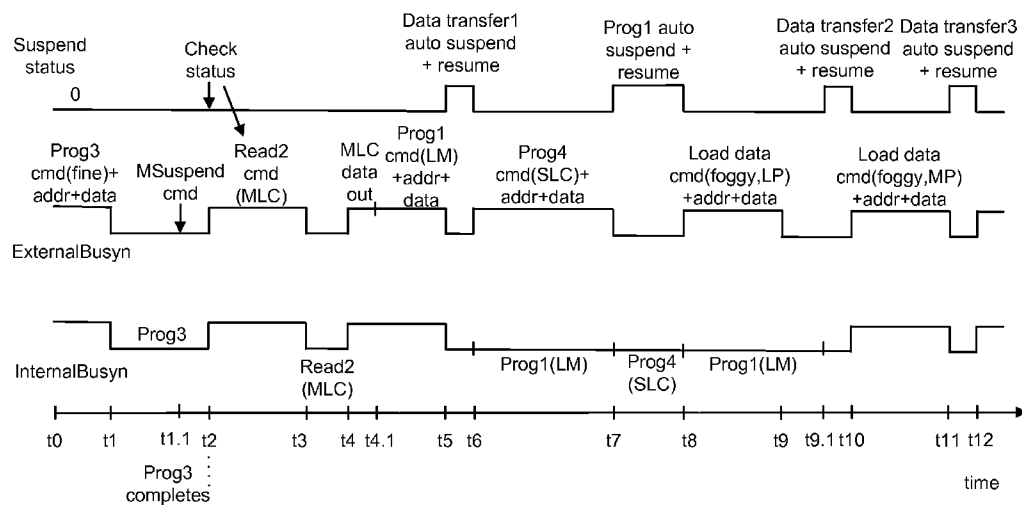 Suspend
status
0
Check
status
Data transfer1
auto suspend
+ resume
Prog1 auto
suspend +
resume
Data transfer2
auto suspend
+ resume
Data transfer3
auto suspend
+ resume
Prog3
cmd(fine)+
addr+data
MSuspend
cmd
Read2
cmd
(MLC)
MLC
data
out
Prog1
cmd(LM)
+addr+
data
Prog4
cmd(SLC)+
addr+data
Load data
cmd(foggy,LP)
+addr+data
Load data
cmd(foggy,MP)
+addr+data
ExternalBusyn
Prog3
Read2
(MLC)
Prog1(LM)
Prog4
(SLC)
Prog1(LM)
InternalBusyn
t0 t1 t1.1 t2 t3 t4 t4.1 t5 t6 t7 t8 t9 t9.1 t10 t11 t12
Prog3
completes
time